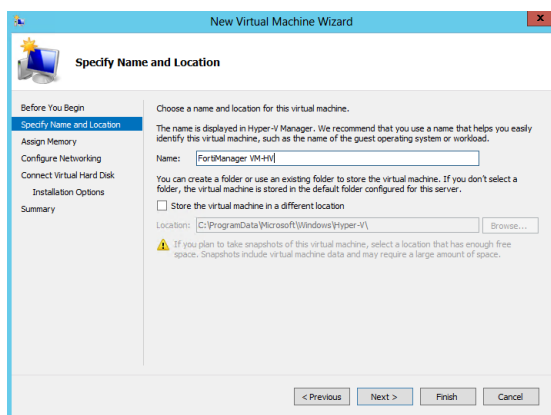 New Virtual Machine Wizard
x
Specify Name and Location
Before You Begin
Specify Name and Location
Assign Memory
Configure Networking
Connect Virtual Hard Disk
Installation Options
Summary
Choose a name and location for this virtual machine.
The name is displayed in Hyper-V Manager. We recommend that you use a name that helps you easily
identify this virtual machine, such as the name of the guest operating system or workload.
Name: FortiManager VM-HV
You can create a folder or use an existing folder to store the virtual machine. If you don't select a
folder, the virtual machine is stored in the default folder configured for this server.
Store the virtual machine in a different location
Location: C:\ProgramData\Microsoft\Windows\Hyper-V\ Browse...
If you plan to take snapshots of this virtual machine, select a location that has enough free
space. Snapshots include virtual machine data and may require a large amount of space.
< Previous Next > Finish Cancel